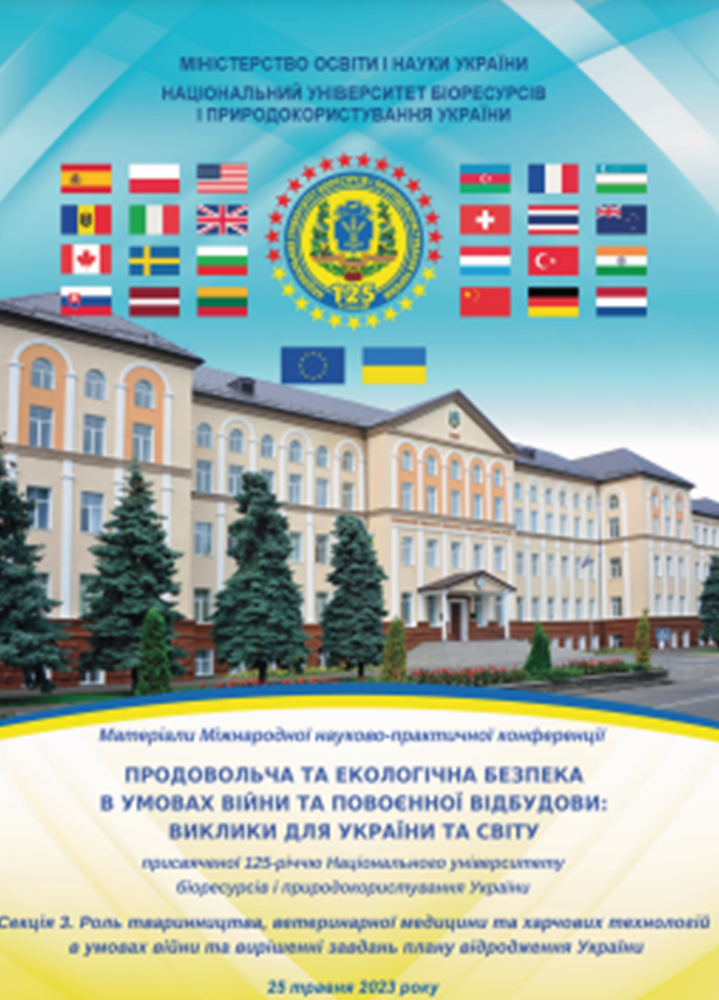 МІНІСТЕРСТВО ОСВІТИ І НАУКИ УКРАЇНИ
НАЦІОНАЛЬНИЙ УНІВЕРСИТЕТ БІОРЕСУРСІВ
І ПРИРОДОКОРИСТУВАННЯ УКРАЇНИ
125
Матеріали Міжнародної науково-практичної конференції
ПРОДОВОЛЬЧА ТА ЕКОЛОГІЧНА БЕЗПЕКА
В УМОВАХ ВІЙНИ ТА ПОВОЄННОЇ ВІДБУДОВИ:
ВИКЛИКИ ДЛЯ УКРАЇНИ ТА СВІТУ
присвяченої 125-річчю Національного університету
біоресурсів і природокористування України
Секція 3. Роль тваринництва, ветеринарної медицини та харчових технологій
в умовах війни та вирішенні завдань плану відродження України
25 травня 2023 року